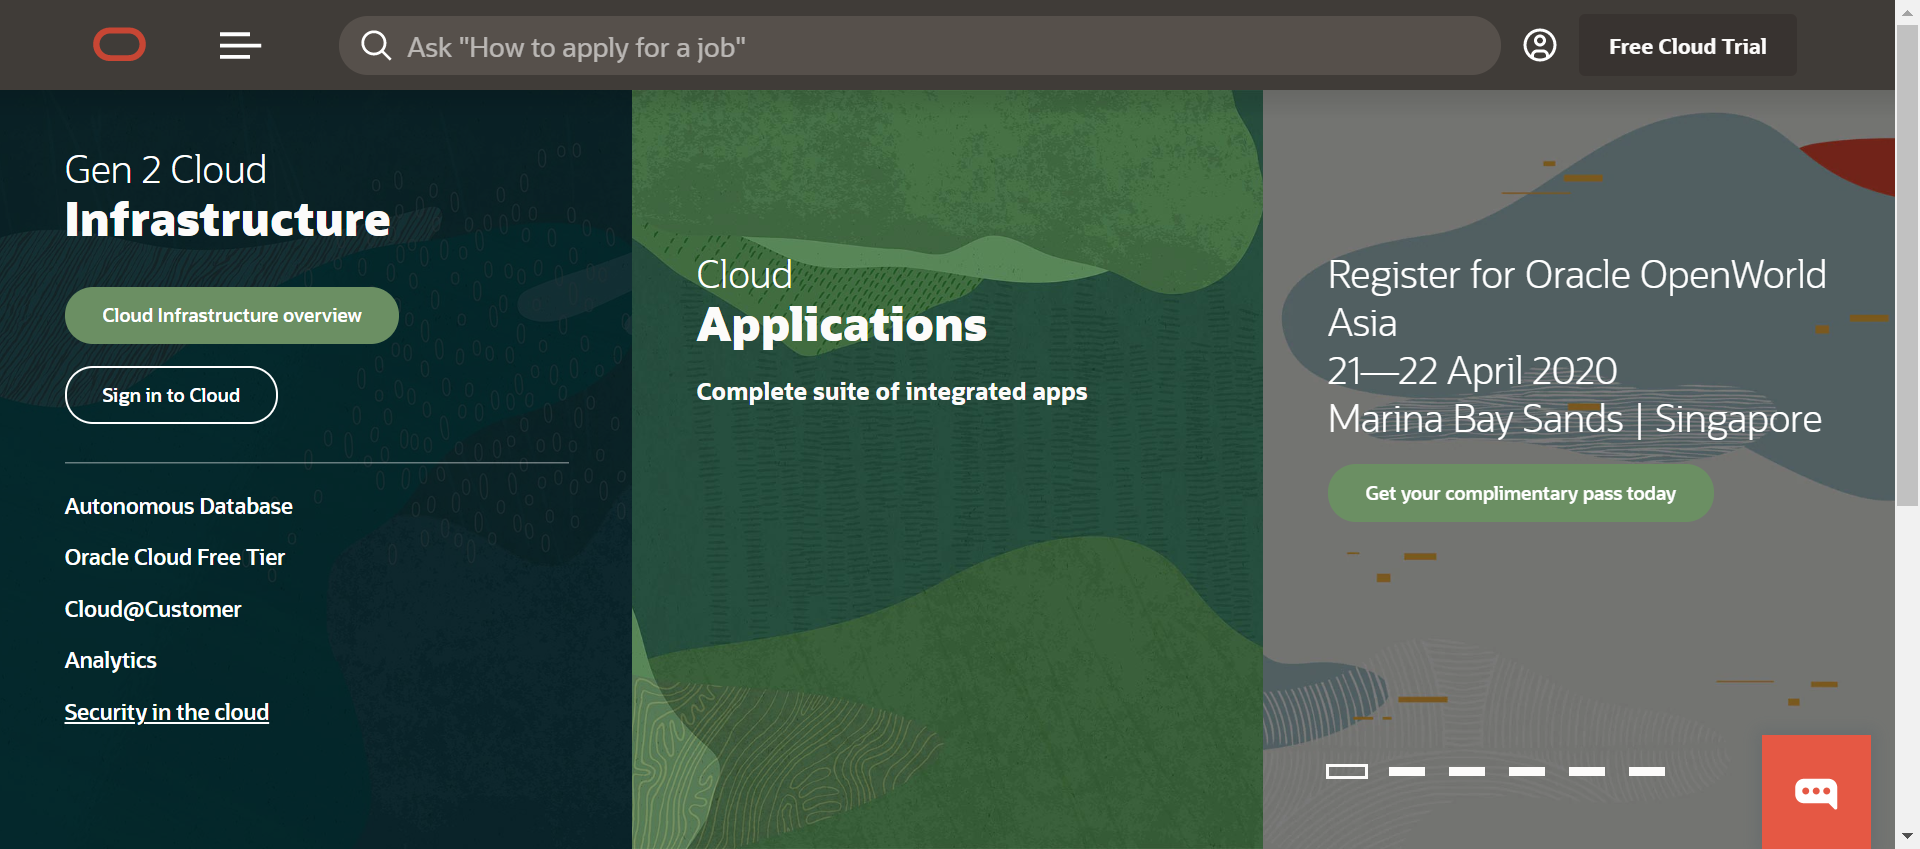 Ask "How to apply for a job"
Free Cloud Trial
Gen 2 Cloud
Infrastructure
Cloud Infrastructure overview
Sign in to Cloud
Autonomous Database
Oracle Cloud Free Tier
Cloud@Customer
Analytics
Security in the cloud
Cloud
Applications
Complete suite of integrated apps
Register for Oracle OpenWorld
Asia
21—22 April 2020
Marina Bay Sands | Singapore
Get your complimentary pass today